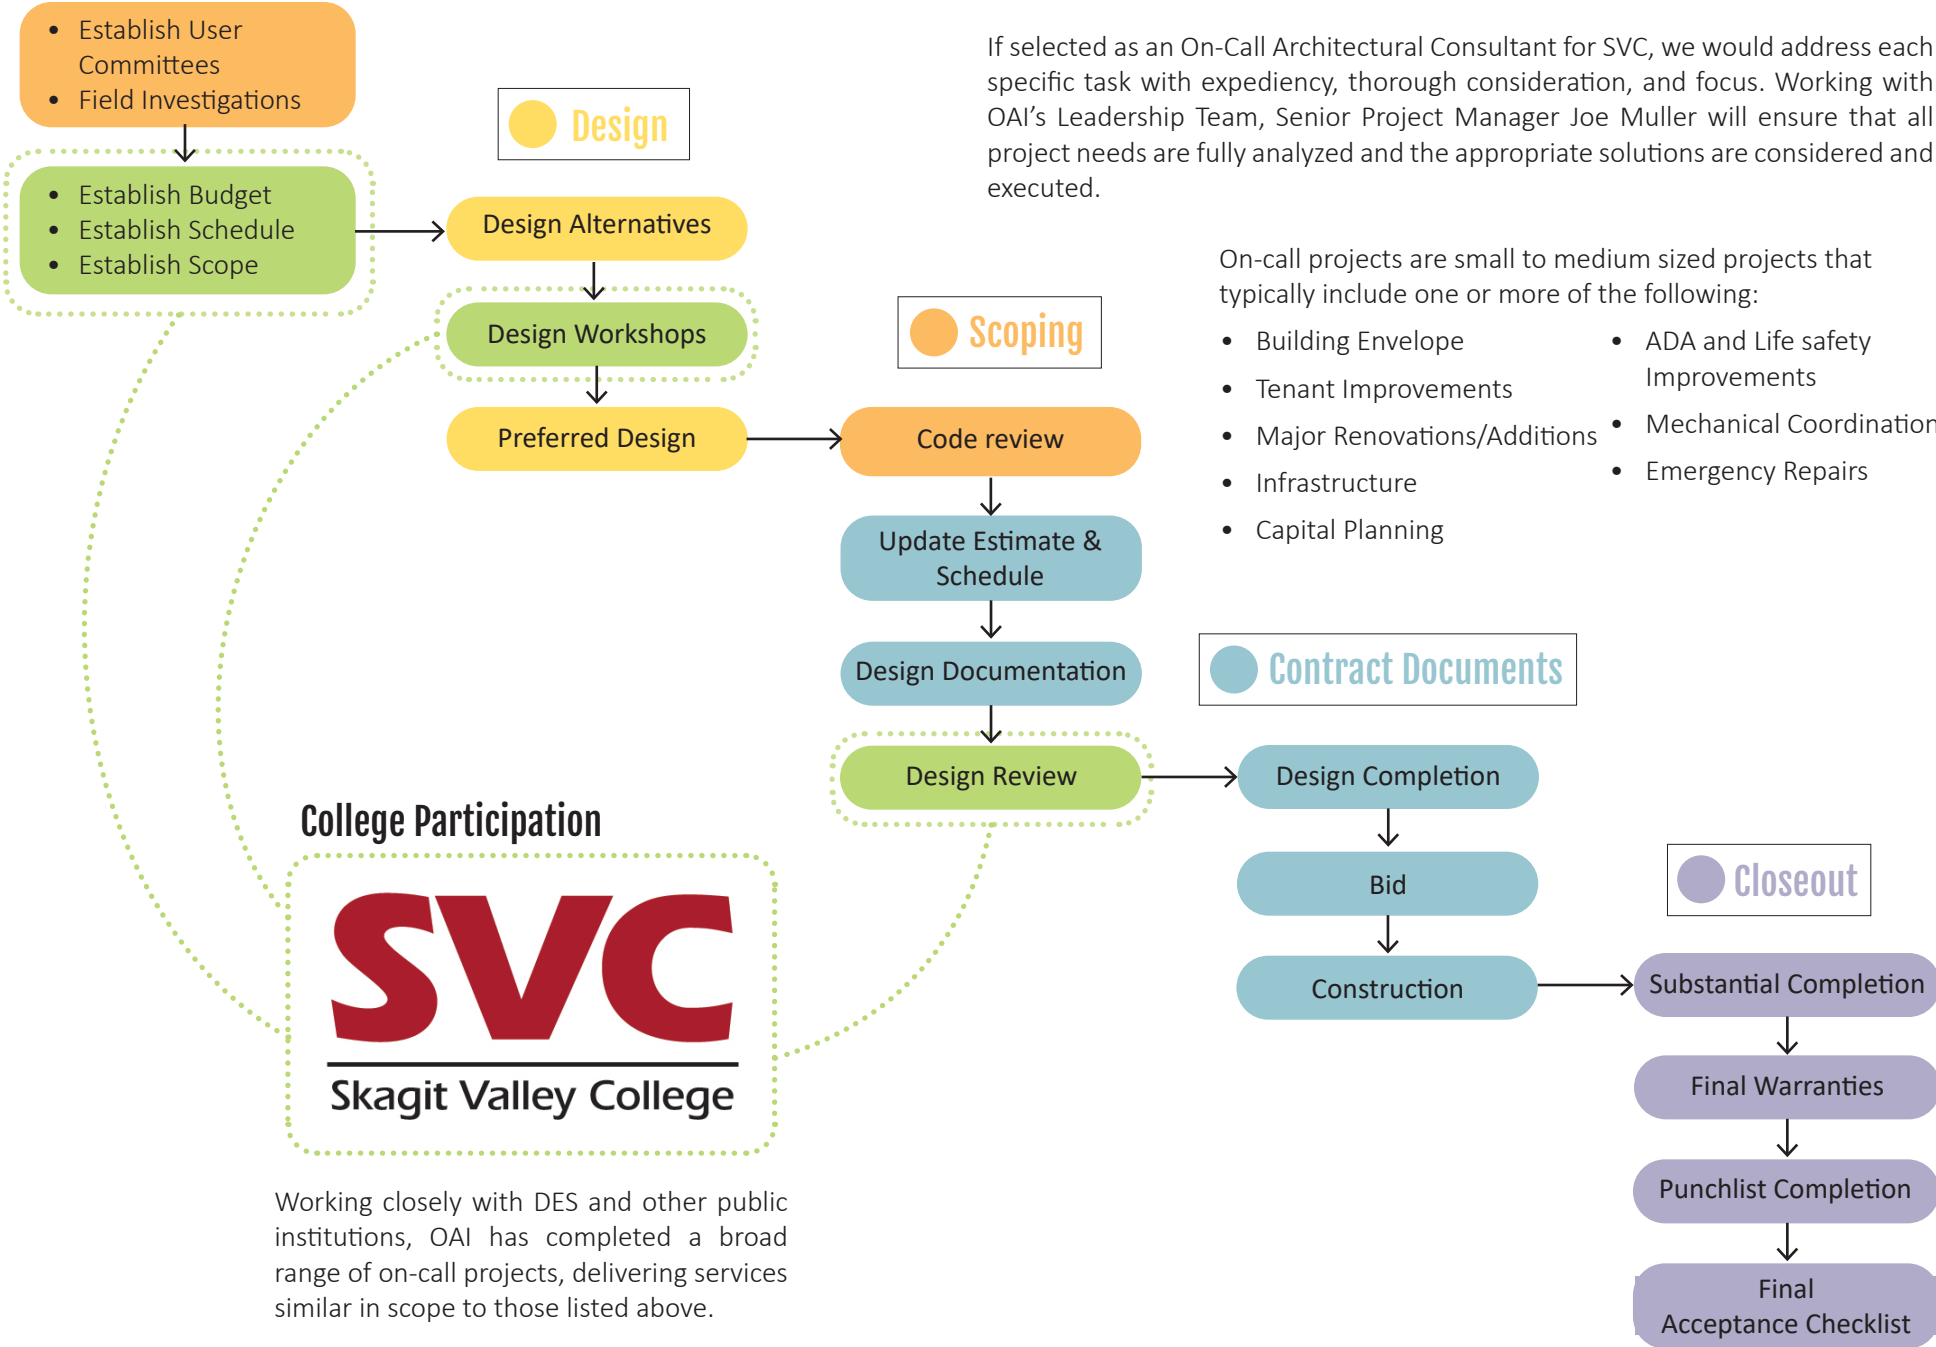 • Establish User
Committees
• Field Investigations
• Establish Budget
• Establish Schedule
• Establish Scope
Design
Design Alternatives
Design Workshops
Preferred Design
If selected as an On-Call Architectural Consultant for SVC, we would address each
specific task with expediency, thorough consideration, and focus. Working with
OAI's Leadership Team, Senior Project Manager Joe Muller will ensure that all
project needs are fully analyzed and the appropriate solutions are considered and
executed.
On-call projects are small to medium sized projects that
typically include one or more of the following:
• Building Envelope
• Tenant Improvements
• Major Renovations/Additions
• Infrastructure
• Capital Planning
• ADA and Life safety
Improvements
• Mechanical Coordination
• Emergency Repairs
Scoping
Code review
Update Estimate &
Schedule
Design Documentation
Design Review
Contract Documents
Design Completion
Bid
Construction
Closeout
Substantial Completion
Final Warranties
Punchlist Completion
Final
Acceptance Checklist
College Participation
SVC
Skagit Valley College
Working closely with DES and other public
institutions, OAI has completed a broad
range of on-call projects, delivering services
similar in scope to those listed above.